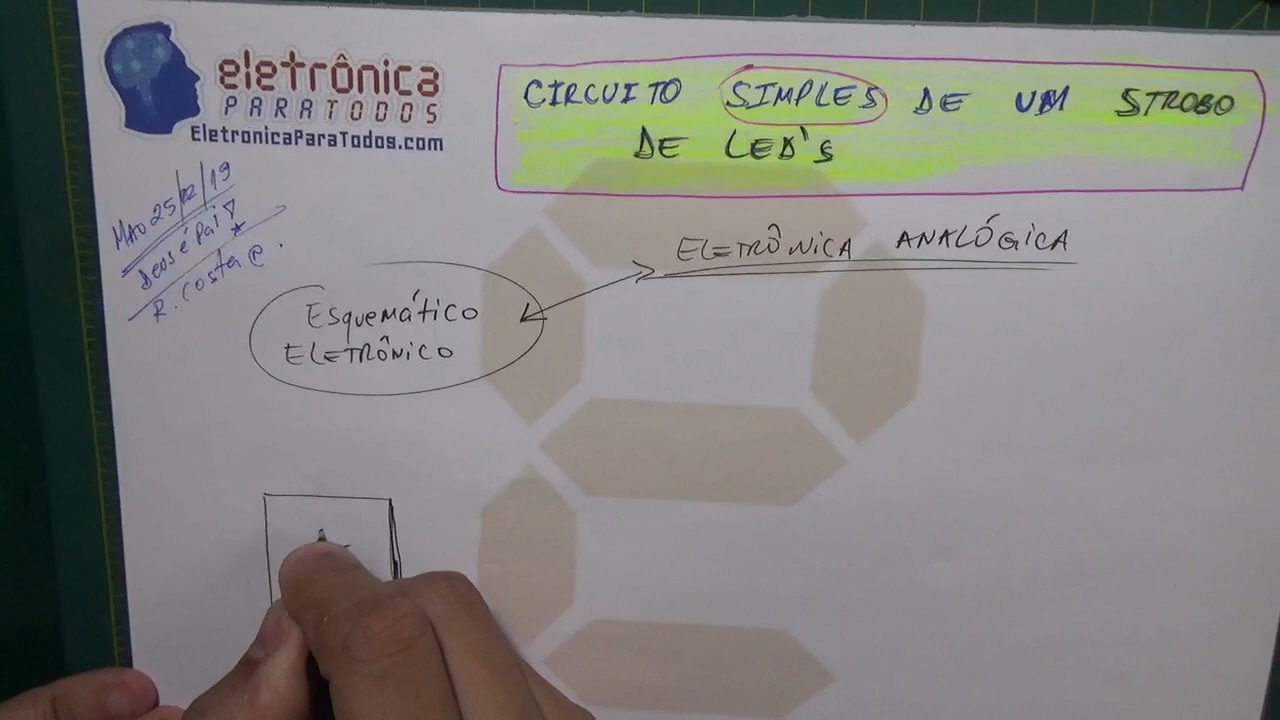 eletrônica
PARATODOS
EletronicaParaTodos.com
CIRCUITO SIMPLES DE UM STROBO
DE LED's
MAO 25/02/19
Deus é Pai
R. Costa @.
ELETRÔNICA ANALÓGICA
Esquemático
ELETRÔNICO